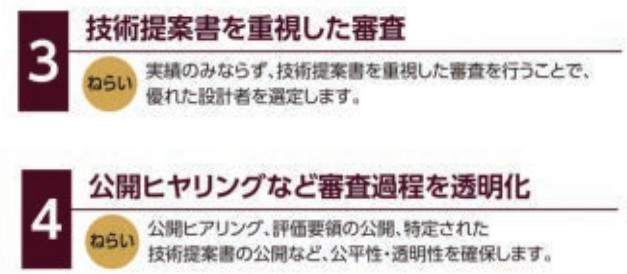 3
技術提案書を重視した審査
ねらい
実績のみならず、技術提案書を重視した審査を行うことで、
優れた設計者を選定します。
4
公開ヒヤリングなど審査過程を透明化
ねらい
公開ヒアリング、評価要領の公開、特定された
技術提案書の公開など、公平性・透明性を確保します。